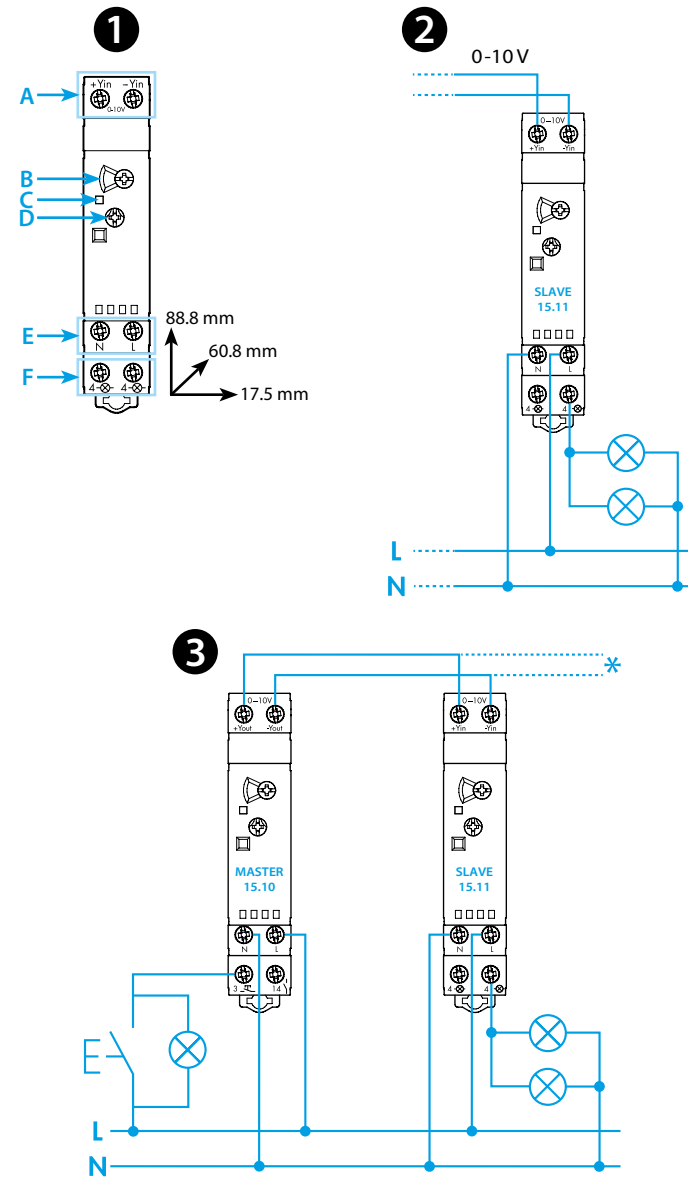 1
+Yin -Yin
0-10V
A
B
C
D
E
N L
F
4 4
88.8 mm
60.8 mm
17.5 mm
2
0-10 V
0-10V
+Yin -Yin
SLAVE
15.11
N L
4 4
L
N
3
0-10V
+Yout -Yout
MASTER
15.10
N L
3 14
0-10V
+Yin -Yin
SLAVE
15.11
N L
4 4
*
L
N